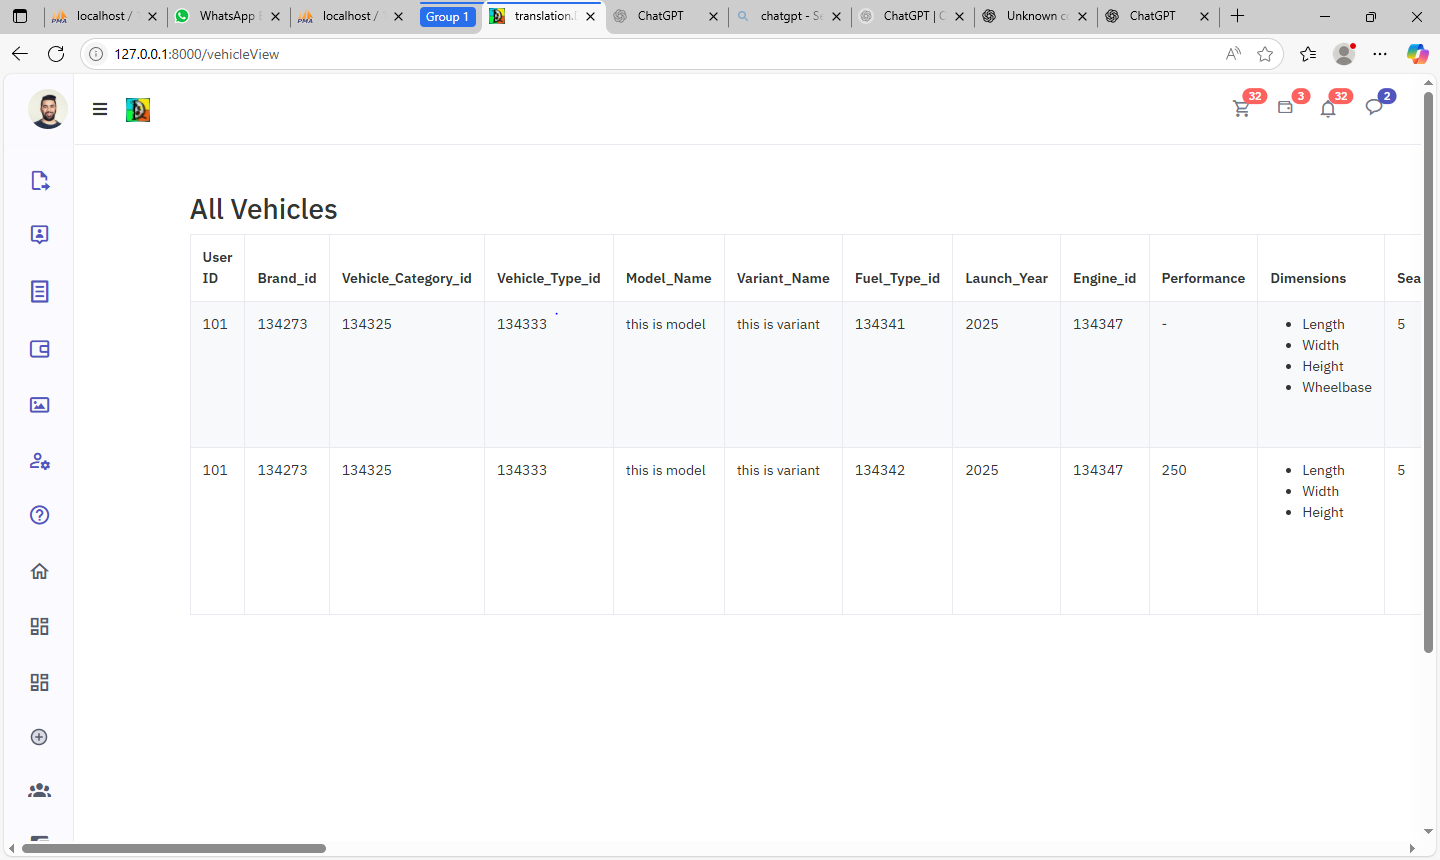 localhost /
WhatsApp
localhost /
Group 1
translation.
ChatGPT
chatgpt - Se
ChatGPT |
Unknown co
ChatGPT
127.0.0.1:8000/vehicleView
32
3
32
2
All Vehicles
User ID Brand_id Vehicle_Category_id Vehicle_Type_id Model_Name Variant_Name Fuel_Type_id Launch_Year Engine_id Performance Dimensions Sea
101 134273 134325 134333 this is model this is variant 134341 2025 134347 - Length 5
Width
Height
Wheelbase
101 134273 134325 134333 this is model this is variant 134342 2025 134347 250 Length 5
Width
Height